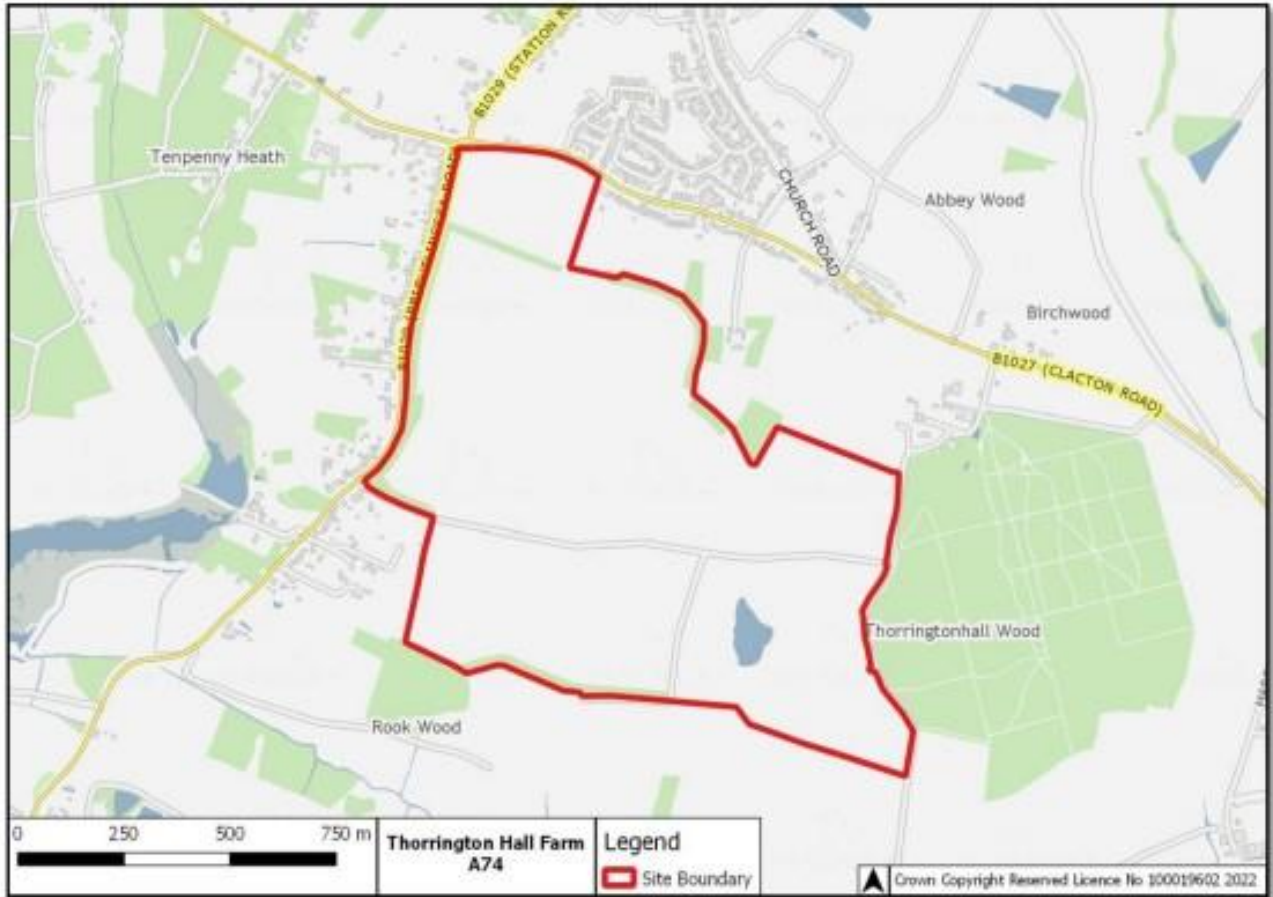 B1029 (STATION R
Tenpenny Heath
CHURCH ROAD
Abbey Wood
Birchwood
B1027 (CLACTON ROAD)
Thorringtonhall Wood
Rook Wood
0 250 500 750 m
Thorrington Hall Farm
A74
Legend
Site Boundary
Crown Copyright Reserved Licence No 100019602 2022